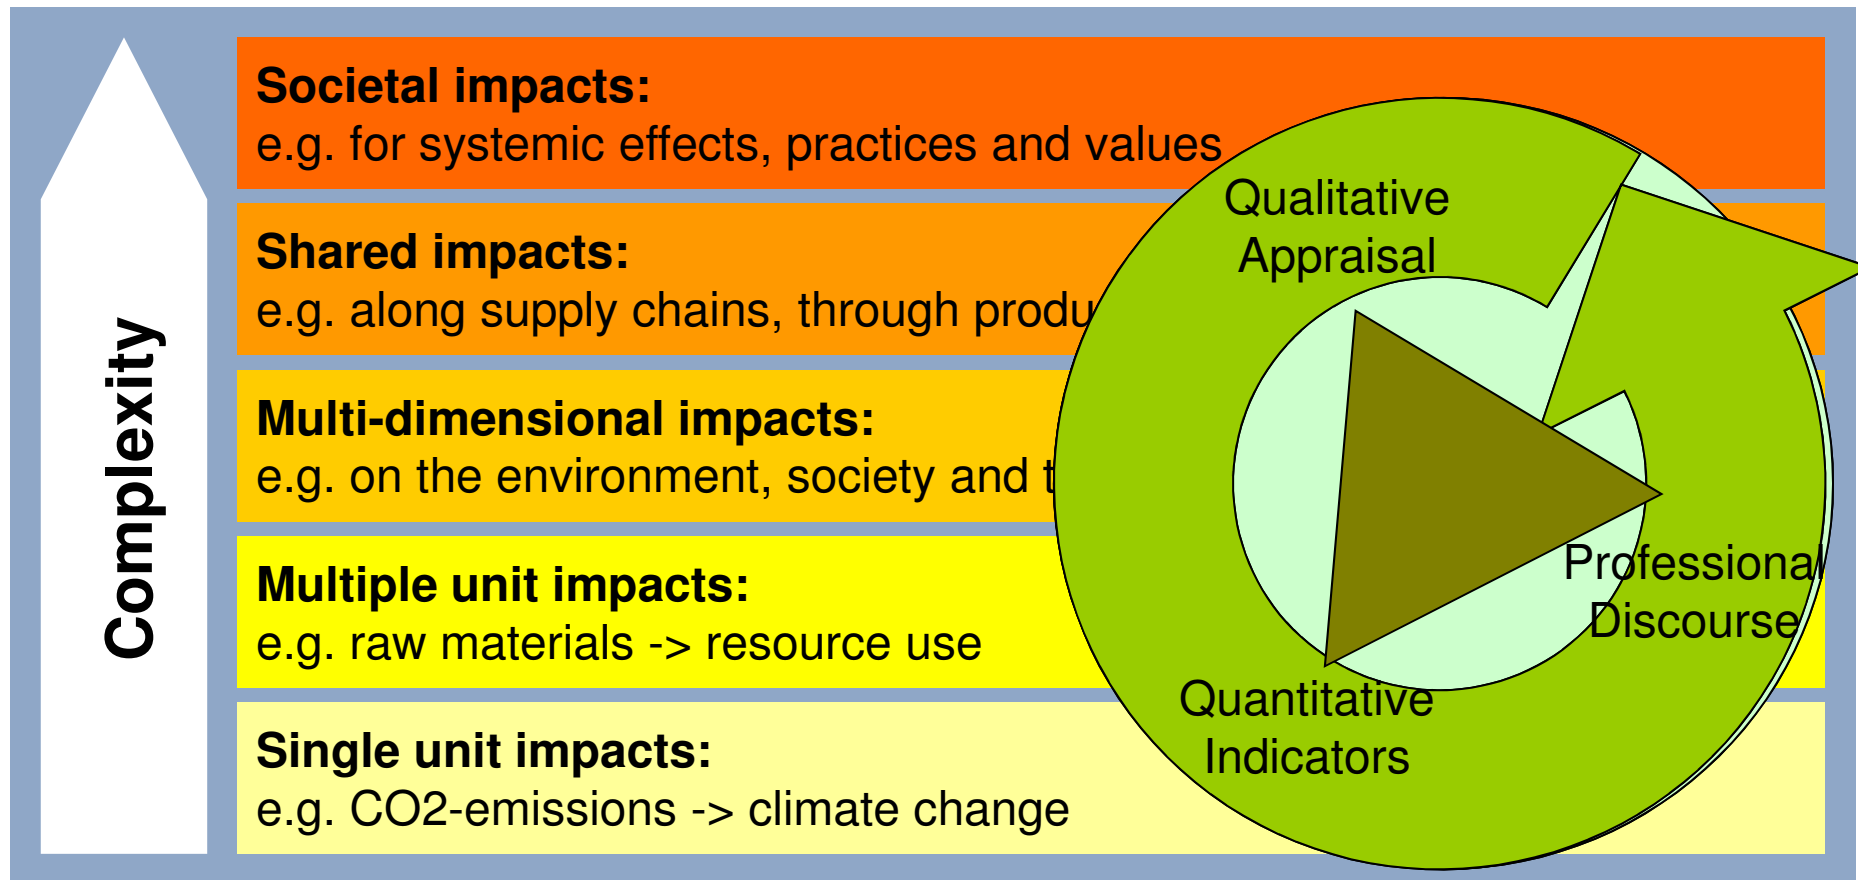 Complexity
Societal impacts:
e.g. for systemic effects, practices and values
Shared impacts:
e.g. along supply chains, through
Multi-dimensional impacts:
e.g. on the environment, society and
Multiple unit impacts:
e.g. raw materials -> resource use
Single unit impacts:
e.g. CO2-emissions -> climate change
Qualitative
Appraisal
Professional
Discourse
Quantitative
Indicators